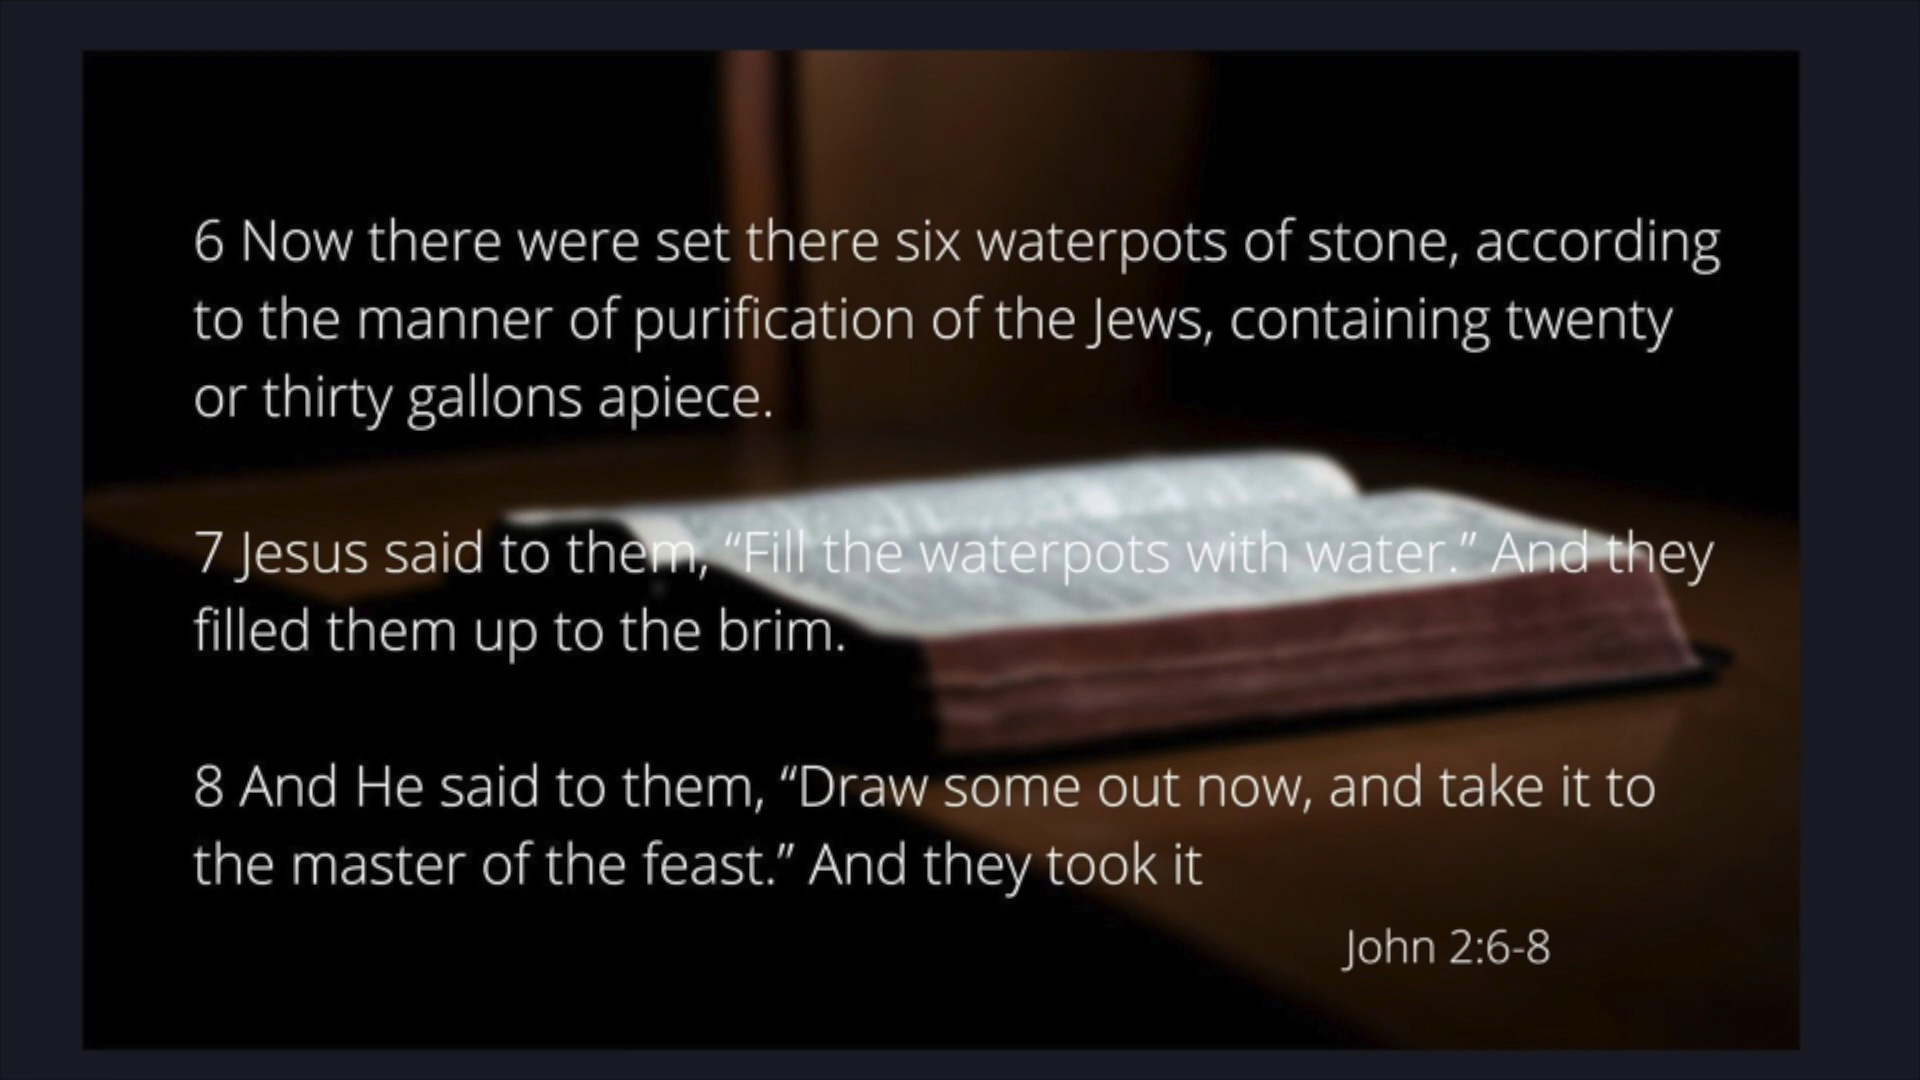 6 Now there were set there six waterpots of stone, according
to the manner of purification of the Jews, containing twenty
or thirty gallons apiece.
7 Jesus said to them, “Fill the waterpots with water.” And they
filled them up to the brim.
8 And He said to them, “Draw some out now, and take it to
the master of the feast.” And they took it
John 2:6-8